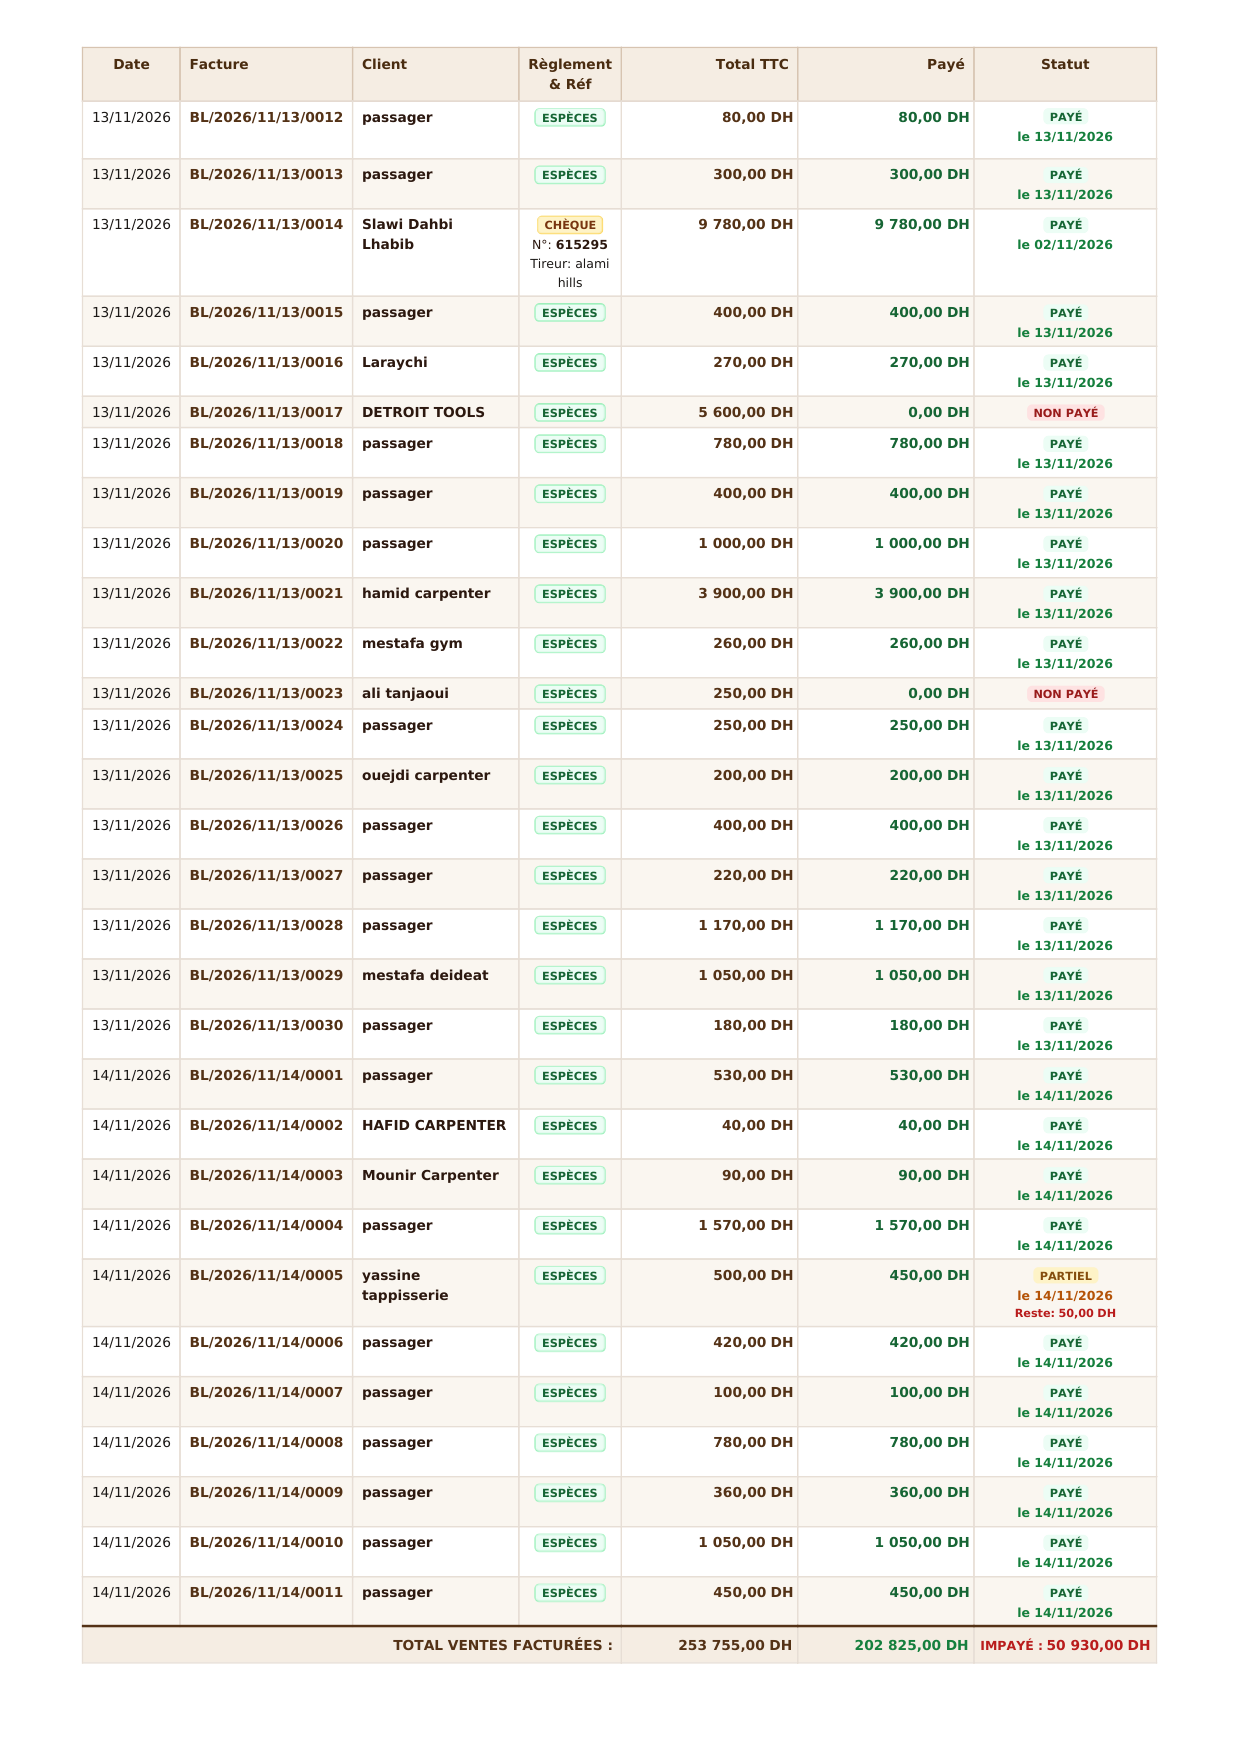 Date Facture Client Règlement Total TTC Payé Statut
& Réf
13/11/2026 BL/2026/11/13/0012 passager ESPÈCES 80,00 DH 80,00 DH PAYÉ
le 13/11/2026
13/11/2026 BL/2026/11/13/0013 passager ESPÈCES 300,00 DH 300,00 DH PAYÉ
le 13/11/2026
13/11/2026 BL/2026/11/13/0014 Slawi Dahbi CHÈQUE 9 780,00 DH 9 780,00 DH PAYÉ
Lhabib N°: 615295 le 02/11/2026
Tireur: alami
hills
13/11/2026 BL/2026/11/13/0015 passager ESPÈCES 400,00 DH 400,00 DH PAYÉ
le 13/11/2026
13/11/2026 BL/2026/11/13/0016 Laraychi ESPÈCES 270,00 DH 270,00 DH PAYÉ
le 13/11/2026
13/11/2026 BL/2026/11/13/0017 DETROIT TOOLS ESPÈCES 5 600,00 DH 0,00 DH NON PAYÉ
13/11/2026 BL/2026/11/13/0018 passager ESPÈCES 780,00 DH 780,00 DH PAYÉ
le 13/11/2026
13/11/2026 BL/2026/11/13/0019 passager ESPÈCES 400,00 DH 400,00 DH PAYÉ
le 13/11/2026
13/11/2026 BL/2026/11/13/0020 passager ESPÈCES 1 000,00 DH 1 000,00 DH PAYÉ
le 13/11/2026
13/11/2026 BL/2026/11/13/0021 hamid carpenter ESPÈCES 3 900,00 DH 3 900,00 DH PAYÉ
le 13/11/2026
13/11/2026 BL/2026/11/13/0022 mestafa gym ESPÈCES 260,00 DH 260,00 DH PAYÉ
le 13/11/2026
13/11/2026 BL/2026/11/13/0023 ali tanjaoui ESPÈCES 250,00 DH 0,00 DH NON PAYÉ
13/11/2026 BL/2026/11/13/0024 passager ESPÈCES 250,00 DH 250,00 DH PAYÉ
le 13/11/2026
13/11/2026 BL/2026/11/13/0025 ouejdi carpenter ESPÈCES 200,00 DH 200,00 DH PAYÉ
le 13/11/2026
13/11/2026 BL/2026/11/13/0026 passager ESPÈCES 400,00 DH 400,00 DH PAYÉ
le 13/11/2026
13/11/2026 BL/2026/11/13/0027 passager ESPÈCES 220,00 DH 220,00 DH PAYÉ
le 13/11/2026
13/11/2026 BL/2026/11/13/0028 passager ESPÈCES 1 170,00 DH 1 170,00 DH PAYÉ
le 13/11/2026
13/11/2026 BL/2026/11/13/0029 mestafa deideat ESPÈCES 1 050,00 DH 1 050,00 DH PAYÉ
le 13/11/2026
13/11/2026 BL/2026/11/13/0030 passager ESPÈCES 180,00 DH 180,00 DH PAYÉ
le 13/11/2026
14/11/2026 BL/2026/11/14/0001 passager ESPÈCES 530,00 DH 530,00 DH PAYÉ
le 14/11/2026
14/11/2026 BL/2026/11/14/0002 HAFID CARPENTER ESPÈCES 40,00 DH 40,00 DH PAYÉ
le 14/11/2026
14/11/2026 BL/2026/11/14/0003 Mounir Carpenter ESPÈCES 90,00 DH 90,00 DH PAYÉ
le 14/11/2026
14/11/2026 BL/2026/11/14/0004 passager ESPÈCES 1 570,00 DH 1 570,00 DH PAYÉ
le 14/11/2026
14/11/2026 BL/2026/11/14/0005 yassine ESPÈCES 500,00 DH 450,00 DH PARTIEL
tappisserie le 14/11/2026
Reste: 50,00 DH
14/11/2026 BL/2026/11/14/0006 passager ESPÈCES 420,00 DH 420,00 DH PAYÉ
le 14/11/2026
14/11/2026 BL/2026/11/14/0007 passager ESPÈCES 100,00 DH 100,00 DH PAYÉ
le 14/11/2026
14/11/2026 BL/2026/11/14/0008 passager ESPÈCES 780,00 DH 780,00 DH PAYÉ
le 14/11/2026
14/11/2026 BL/2026/11/14/0009 passager ESPÈCES 360,00 DH 360,00 DH PAYÉ
le 14/11/2026
14/11/2026 BL/2026/11/14/0010 passager ESPÈCES 1 050,00 DH 1 050,00 DH PAYÉ
le 14/11/2026
14/11/2026 BL/2026/11/14/0011 passager ESPÈCES 450,00 DH 450,00 DH PAYÉ
le 14/11/2026
TOTAL VENTES FACTURÉES : 253 755,00 DH 202 825,00 DH IMPAYÉ : 50 930,00 DH